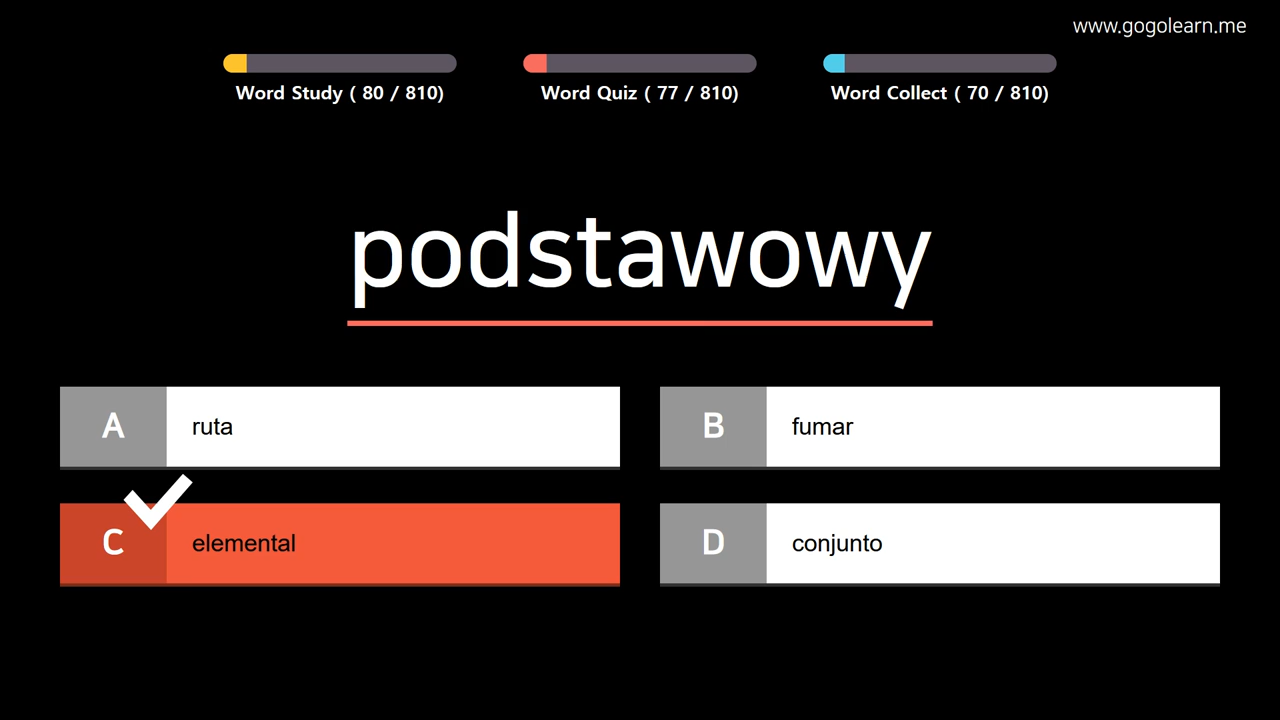 www.gogolearn.me
Word Study ( 80 / 810)
Word Quiz ( 77 / 810)
Word Collect ( 70 / 810)
podstawowy
A ruta
B fumar
C elemental
D conjunto